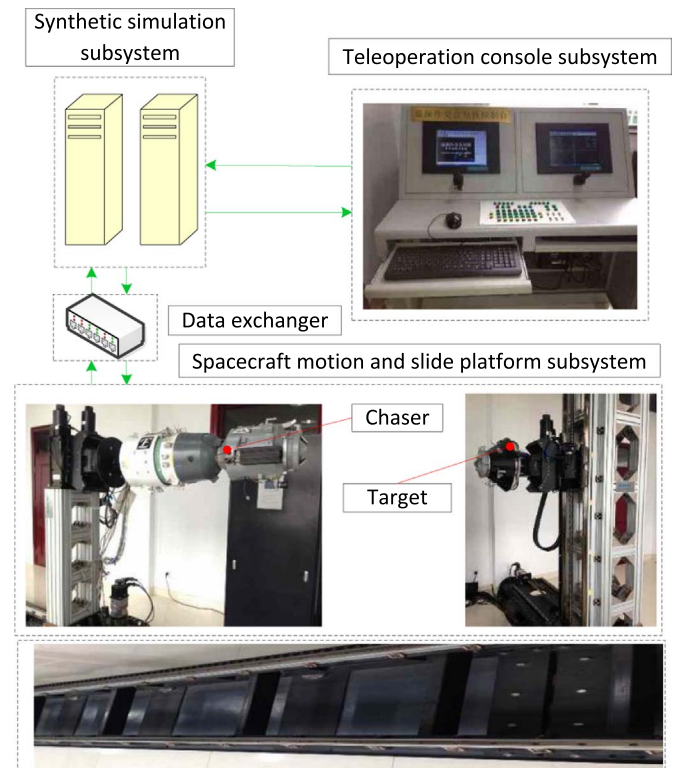 Synthetic simulation
subsystem
Teleoperation console subsystem
Data exchanger
Spacecraft motion and slide platform subsystem
Chaser
Target